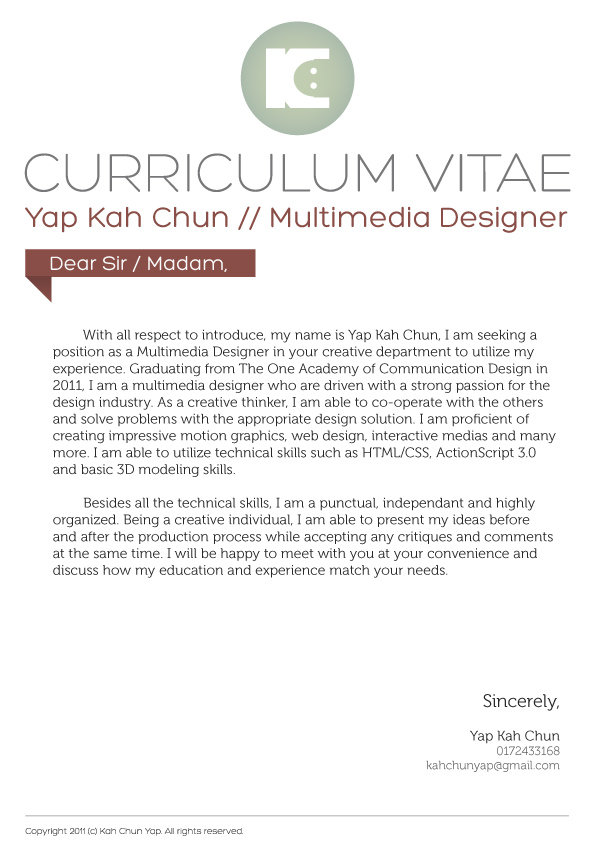 KC
CURRICULUM VITAE
Yap Kah Chun // Multimedia Designer
Dear Sir / Madam,
With all respect to introduce, my name is Yap Kah Chun, I am seeking a
position as a Multimedia Designer in your creative department to utilize my
experience. Graduating from The One Academy of Communication Design in
2011, I am a multimedia designer who are driven with a strong passion for the
design industry. As a creative thinker, I am able to co-operate with the others
and solve problems with the appropriate design solution. I am proficient of
creating impressive motion graphics, web design, interactive medias and many
more. I am able to utilize technical skills such as HTML/CSS, ActionScript 3.0
and basic 3D modeling skills.
Besides all the technical skills, I am a punctual, independant and highly
organized. Being a creative individual, I am able to present my ideas before
and after the production process while accepting any critiques and comments
at the same time. I will be happy to meet with you at your convenience and
discuss how my education and experience match your needs.
Sincerely,
Yap Kah Chun
0172433168
kahchunyap@gmail.com
Copyright 2011 (c) Kah Chun Yap. All rights reserved.